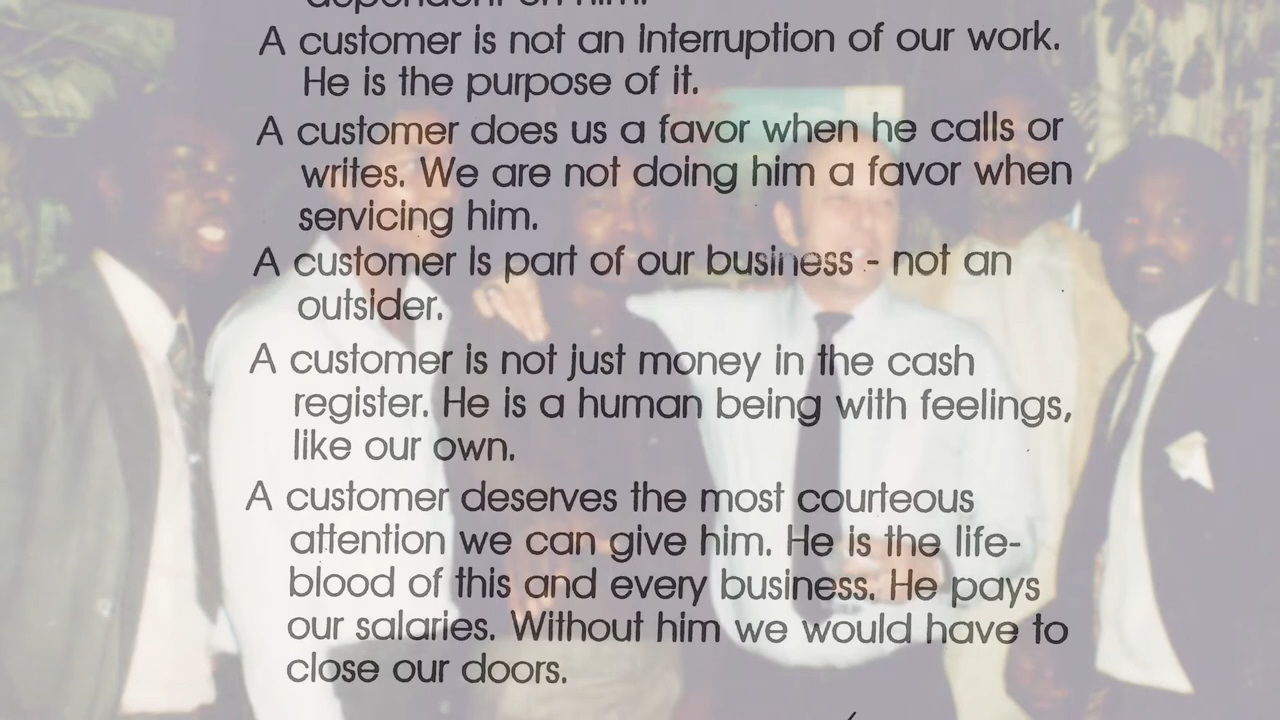 dependent on him.
A customer is not an interruption of our work.
He is the purpose of it.
A customer does us a favor when he calls or
writes. We are not doing him a favor when
servicing him.
A customer is part of our business - not an
outsider.
A customer is not just money in the cash
register. He is a human being with feelings,
like our own.
A customer deserves the most courteous
attention we can give him. He is the life-
blood of this and every business. He pays
our salaries. Without him we would have to
close our doors.